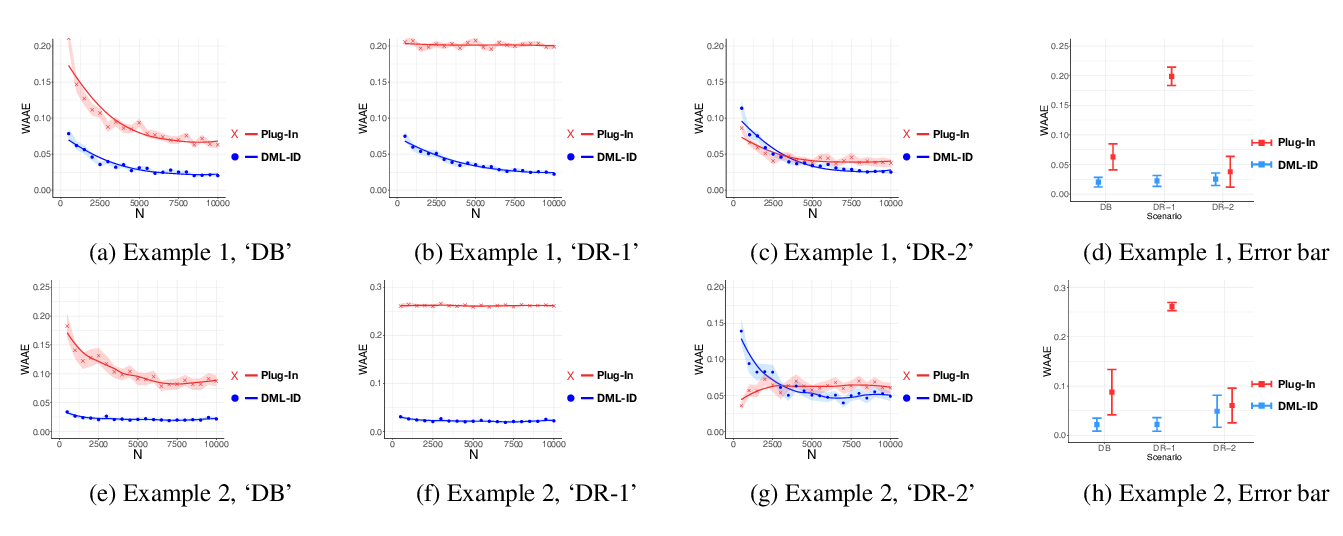 WAAE
0.20
0.15
0.10
0.05
0.00
0
2500
5000
7500
10000
N
Plug-In
DML-ID
(a) Example 1, ‘DB’
WAAE
0.20
0.15
0.10
0.05
0.00
0
2500
5000
7500
10000
N
Plug-In
DML-ID
(b) Example 1, ‘DR-1’
WAAE
0.20
0.15
0.10
0.05
0.00
0
2500
5000
7500
10000
N
Plug-In
DML-ID
(c) Example 1, ‘DR-2’
WAAE
0.25
0.20
0.15
0.10
0.05
0.00
DB
DR−1
DR−2
Scenario
Plug-In
DML-ID
(d) Example 1, Error bar
WAAE
0.25
0.20
0.15
0.10
0.05
0.00
0
2500
5000
7500
10000
N
Plug-In
DML-ID
(e) Example 2, ‘DB’
WAAE
0.3
0.2
0.1
0.0
0
2500
5000
7500
10000
N
Plug-In
DML-ID
(f) Example 2, ‘DR-1’
WAAE
0.20
0.15
0.10
0.05
0.00
0
2500
5000
7500
10000
N
Plug-In
DML-ID
(g) Example 2, ‘DR-2’
WAAE
0.3
0.2
0.1
0.0
DB
DR−1
DR−2
Scenario
Plug-In
DML-ID
(h) Example 2, Error bar